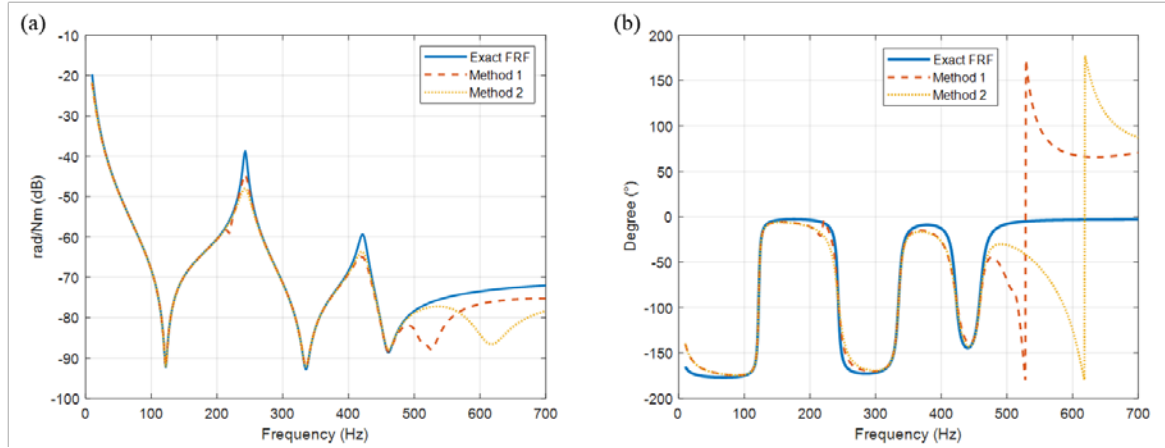 (a)
-10
-20
-30
-40
-50
-60
-70
-80
-90
-100
rad/Nm (dB)
0
100
200
300
400
500
600
700
Frequency (Hz)
Exact FRF
Method 1
Method 2
(b)
200
150
100
50
0
-50
-100
-150
-200
Degree (°)
0
100
200
300
400
500
600
700
Frequency (Hz)
Exact FRF
Method 1
Method 2